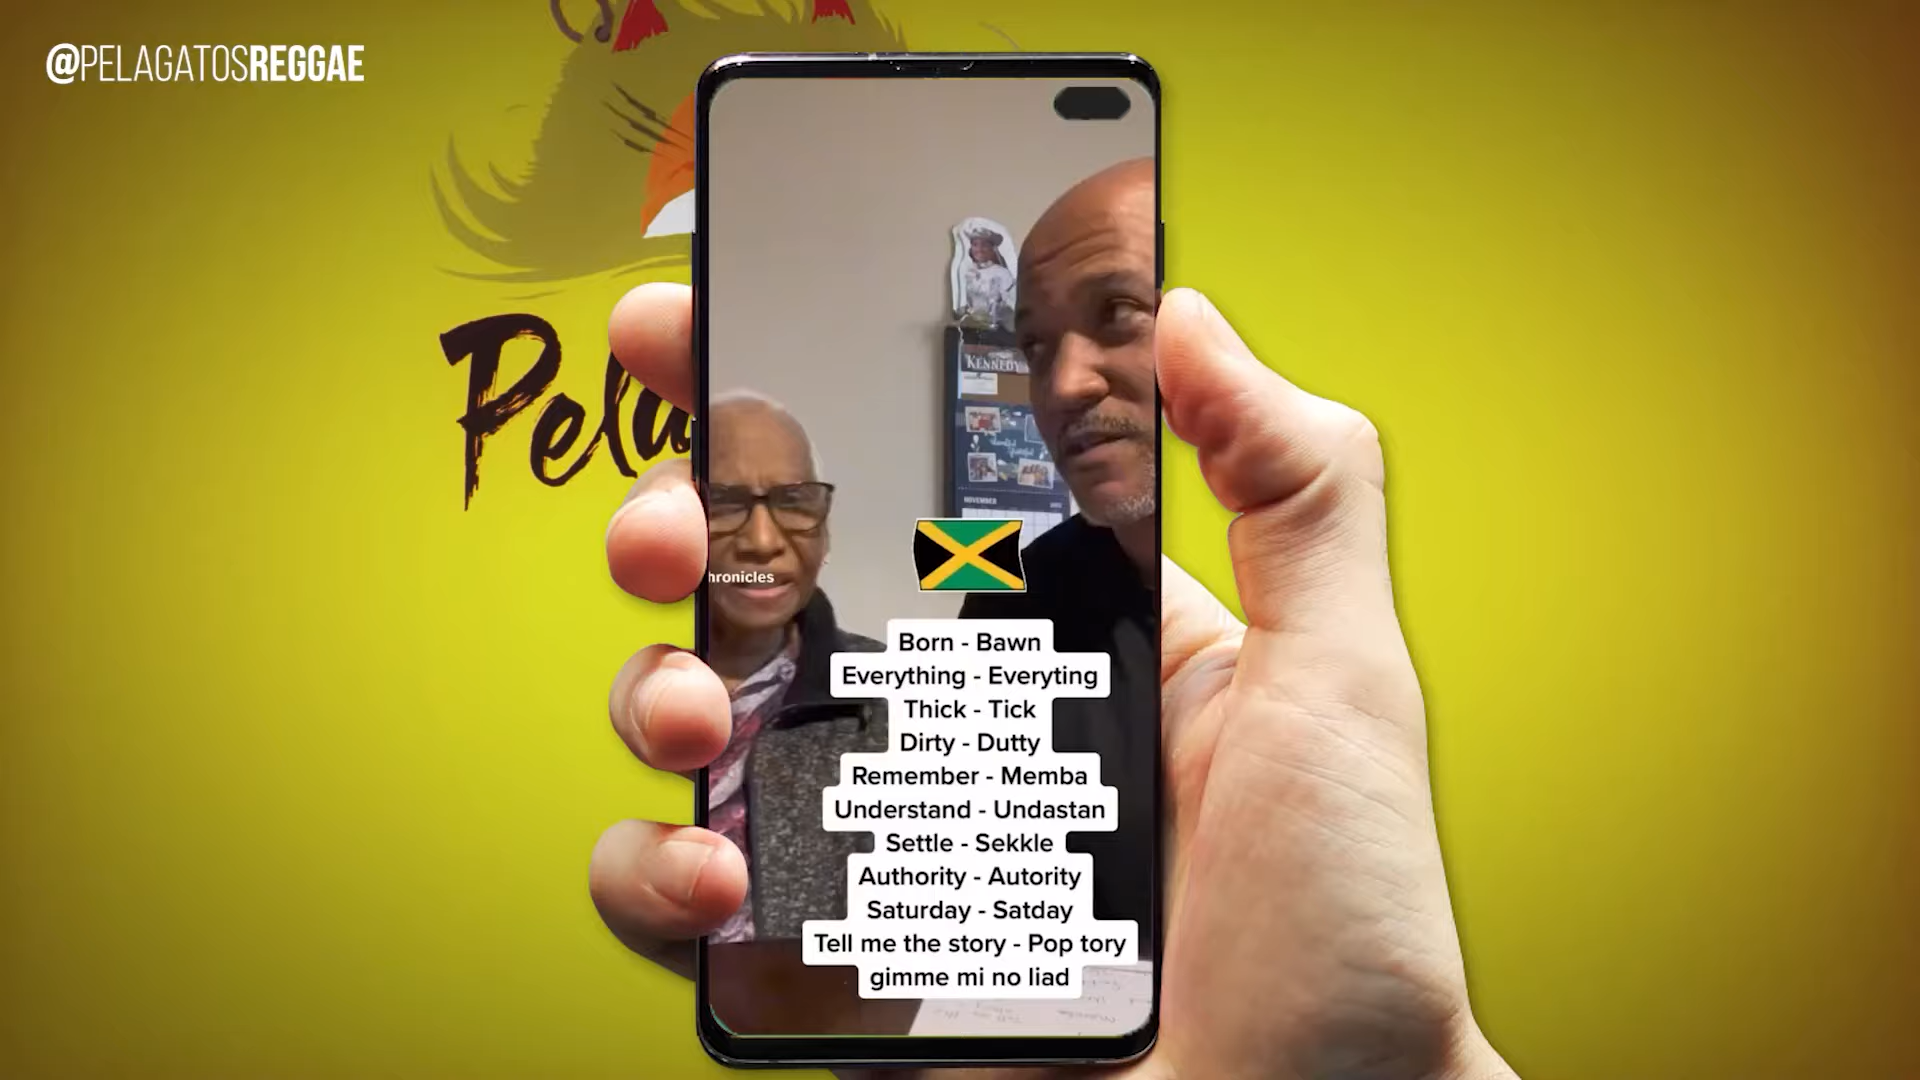 @PELAGATOSREGGAE
Pela
KENNEDY
NOVEMBER
hronicles
Born - Bawn
Everything - Everyting
Thick - Tick
Dirty - Dutty
Remember - Memba
Understand - Undastan
Settle - Sekkle
Authority - Autority
Saturday - Satday
Tell me the story - Pop tory
gimme mi no liad